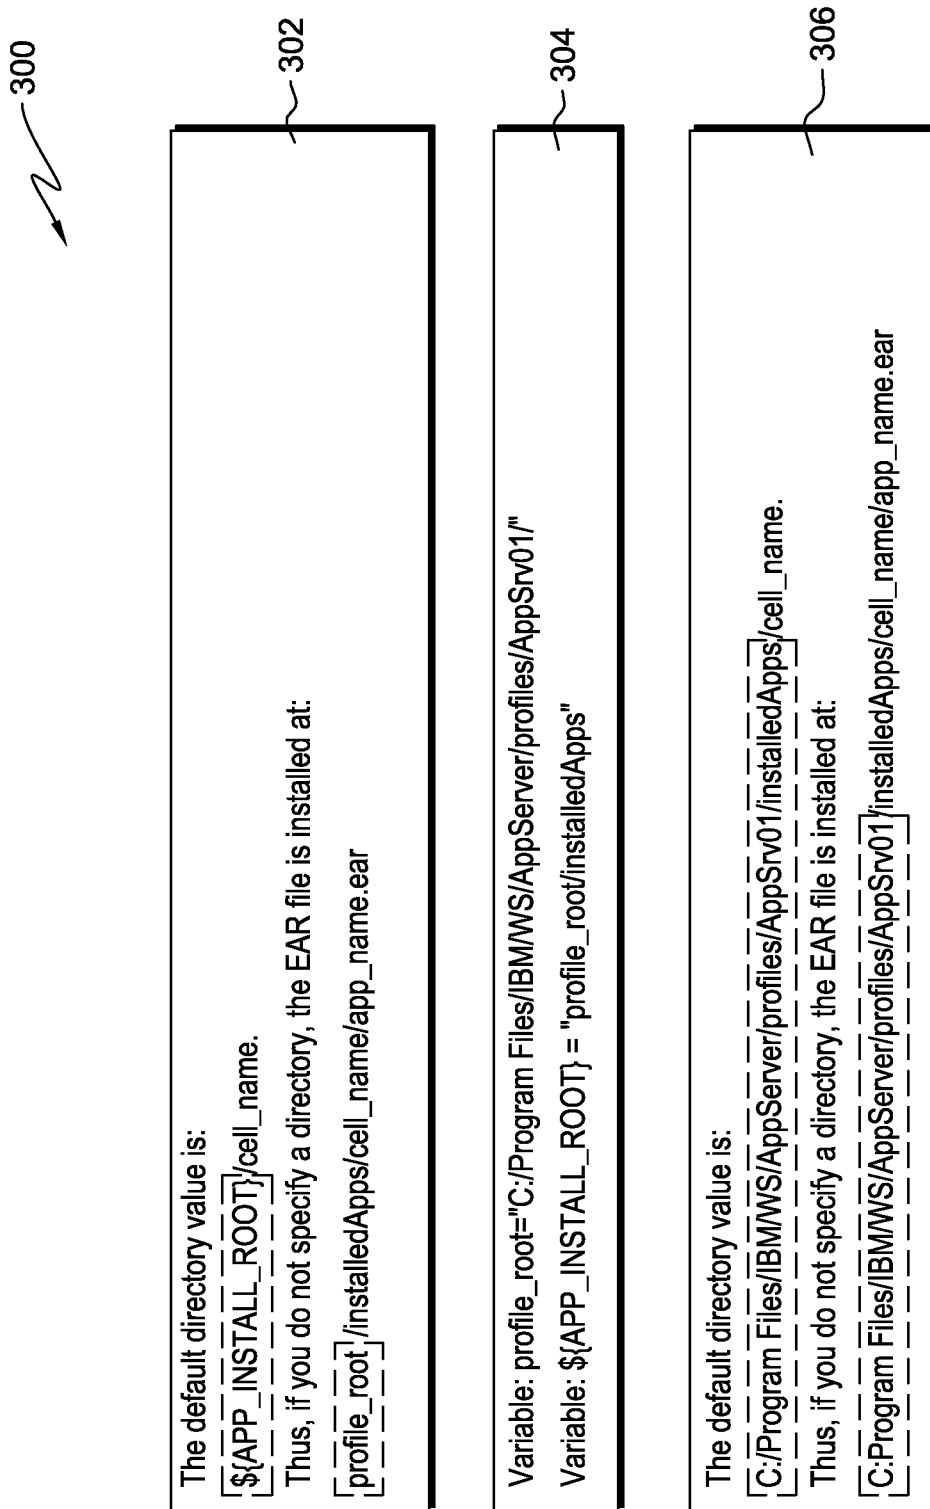 300
302
The default directory value is:
${APP_INSTALL_ROOT}/cell_name.
Thus, if you do not specify a directory, the EAR file is installed at:
profile_root/installedApps/cell_name/app_name.ear
304
Variable: profile_root="C:/Program Files/IBM/WS/AppServer/profiles/AppSrv01/"
Variable: ${APP_INSTALL_ROOT} = "profile_root/installedApps"
306
The default directory value is:
C:/Program Files/IBM/WS/AppServer/profiles/AppSrv01/installedApps/cell_name.
Thus, if you do not specify a directory, the EAR file is installed at:
C:Program Files/IBM/WS/AppServer/profiles/AppSrv01/installedApps/cell_name/app_name.ear